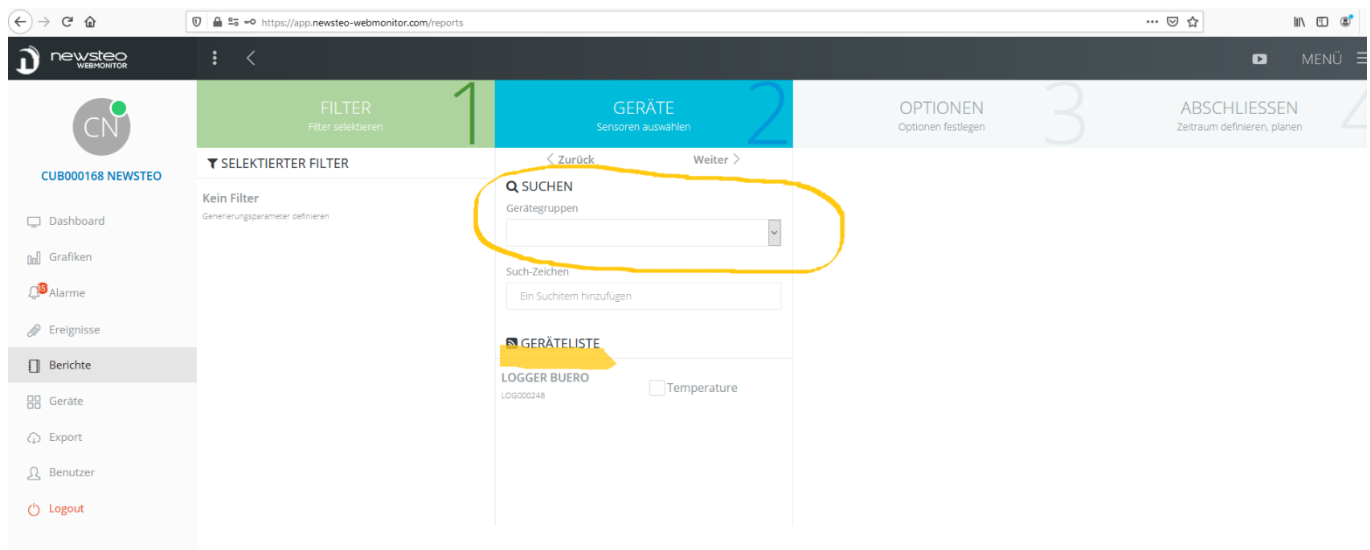 https://app.newsteo-webmonitor.com/reports
newsteo
WEBMONITOR
MENÜ
CN
CUB000168 NEWSTEO
Dashboard
Grafiken
Alarme
Ereignisse
Berichte
Geräte
Export
Benutzer
Logout
FILTER
Filter selektieren
1
SELEKTIERTER FILTER
Kein Filter
Generierungsparameter definieren
GERÄTE
Sensoren auswählen
2
Zurück Weiter
SUCHEN
Gerätegruppen
Such-Zeichen
Ein Suchitem hinzufügen
GERÄTELISTE
LOGGER BUERO
LOG000248
Temperature
OPTIONEN
Optionen festlegen
3
ABSCHLIESSEN
Zeitraum definieren, planen
4